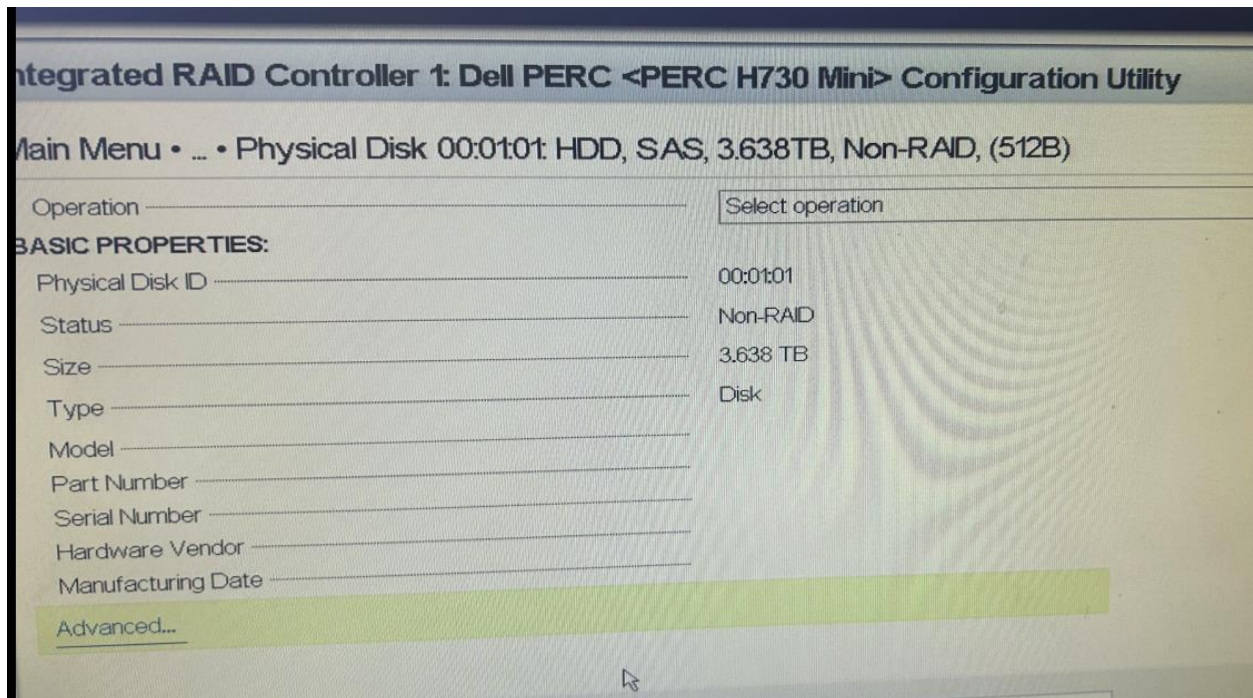 ntegrated RAID Controller 1: Dell PERC <PERC H730 Mini> Configuration Utility
Main Menu • ... • Physical Disk 00:01:01: HDD, SAS, 3.638TB, Non-RAID, (512B)
Operation Select operation
BASIC PROPERTIES:
Physical Disk ID 00:01:01
Status Non-RAID
Size 3.638 TB
Type Disk
Model
Part Number
Serial Number
Hardware Vendor
Manufacturing Date
Advanced...